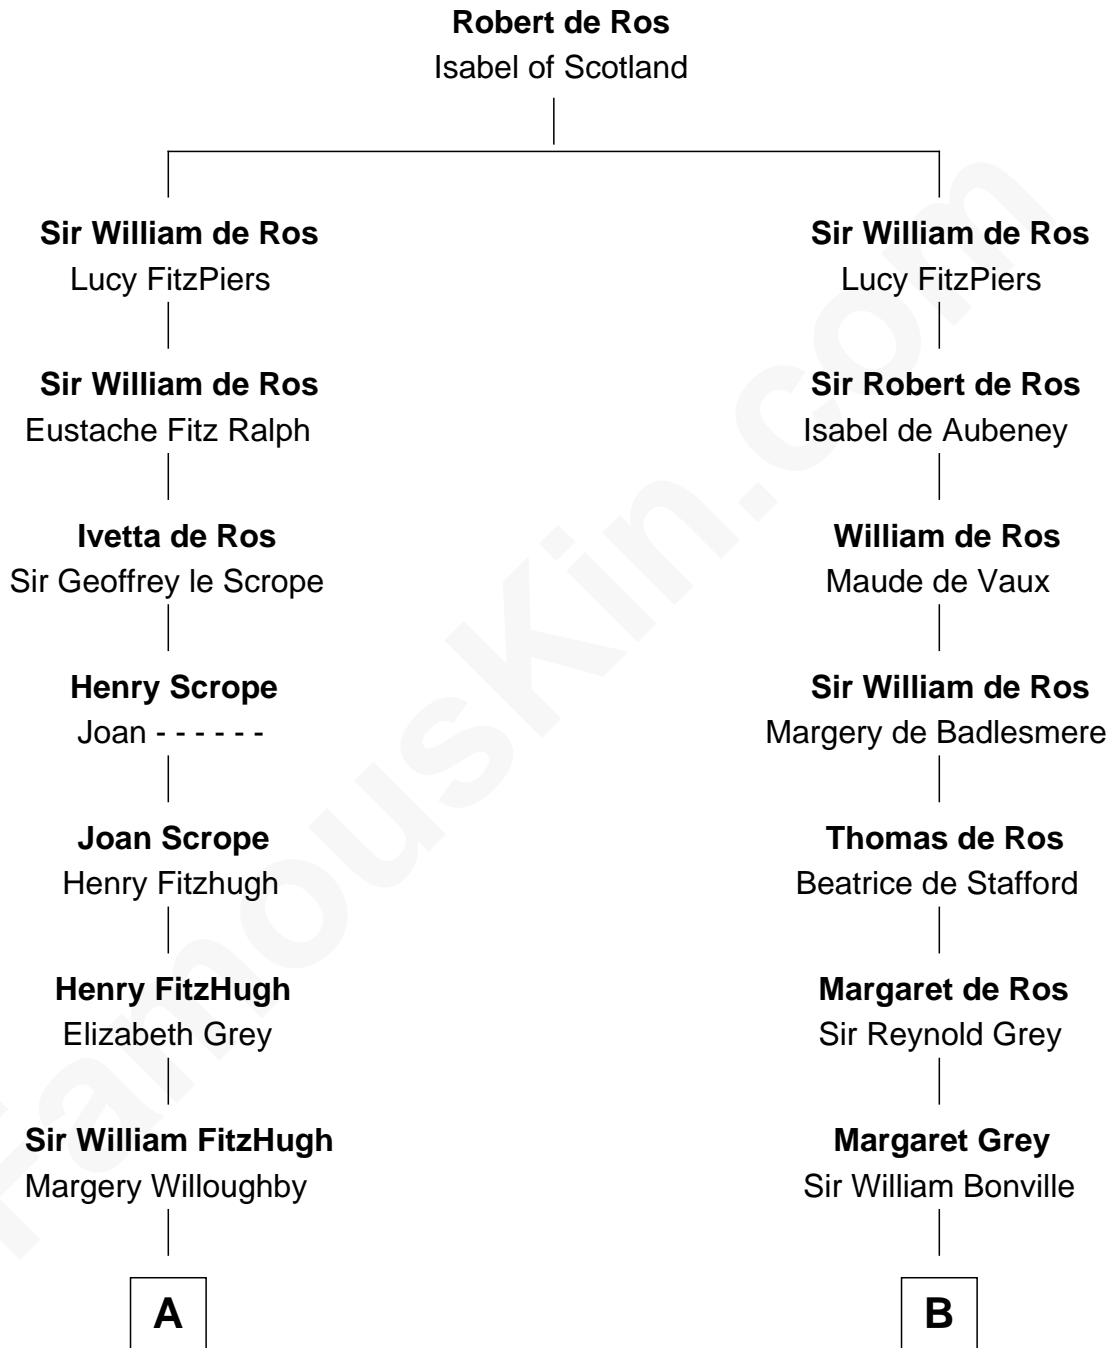 Robert de Ros
Isabel of Scotland
Sir William de Ros
Lucy FitzPiers
Sir William de Ros
Lucy FitzPiers
Sir William de Ros
Eustache Fitz Ralph
Sir Robert de Ros
Isabel de Aubeney
Ivetta de Ros
Sir Geoffrey le Scrope
William de Ros
Maude de Vaux
Henry Scrope
Joan - - - - - -
Sir William de Ros
Margery de Badlesmere
Joan Scrope
Henry Fitzhugh
Thomas de Ros
Beatrice de Stafford
Henry FitzHugh
Elizabeth Grey
Margaret de Ros
Sir Reynold Grey
Sir William FitzHugh
Margery Willoughby
Margaret Grey
Sir William Bonville
A
B
FamousKin.com